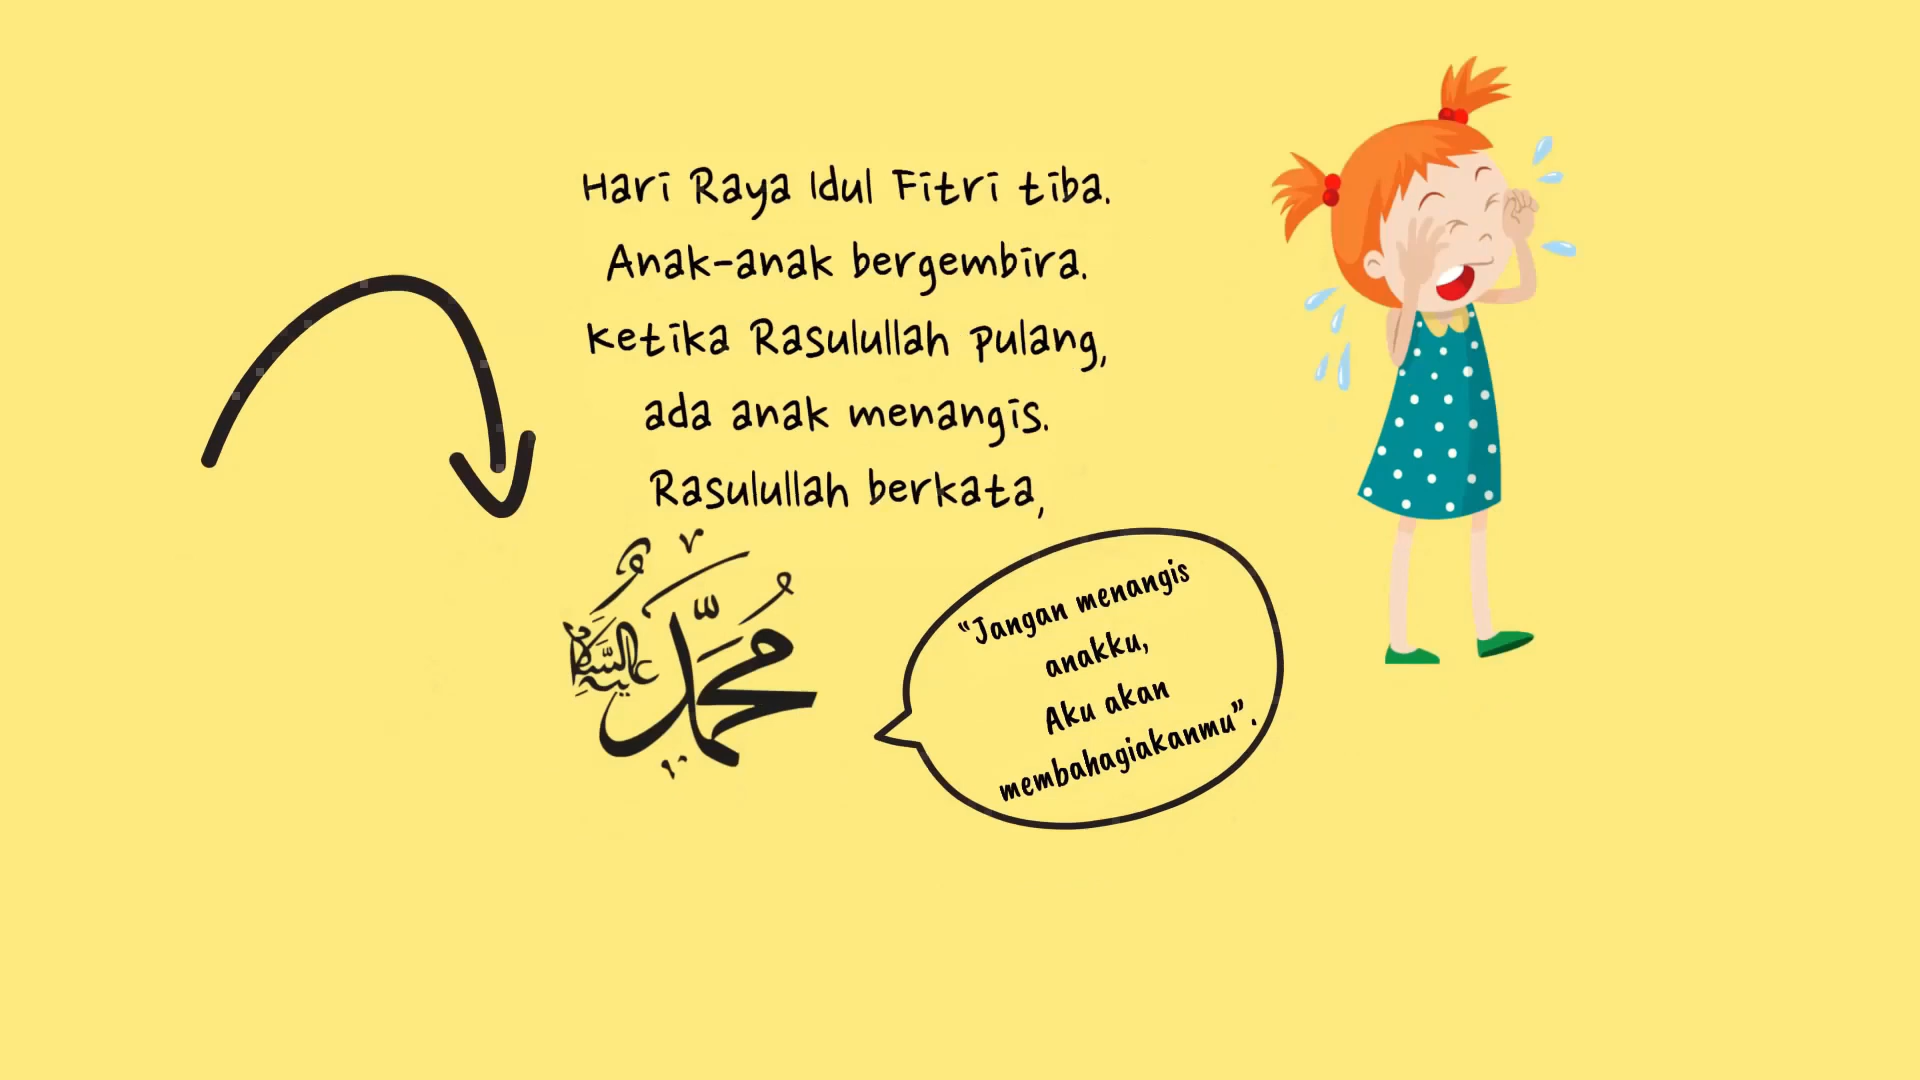 Hari Raya Idul Fitri tiba.
Anak-anak bergembira.
Ketika Rasulullah pulang,
ada anak menangis.
Rasulullah berkata,
مُحَمَّد
عليه السلام
“Jangan menangis
anakku,
Aku akan
membahagiakanmu”.